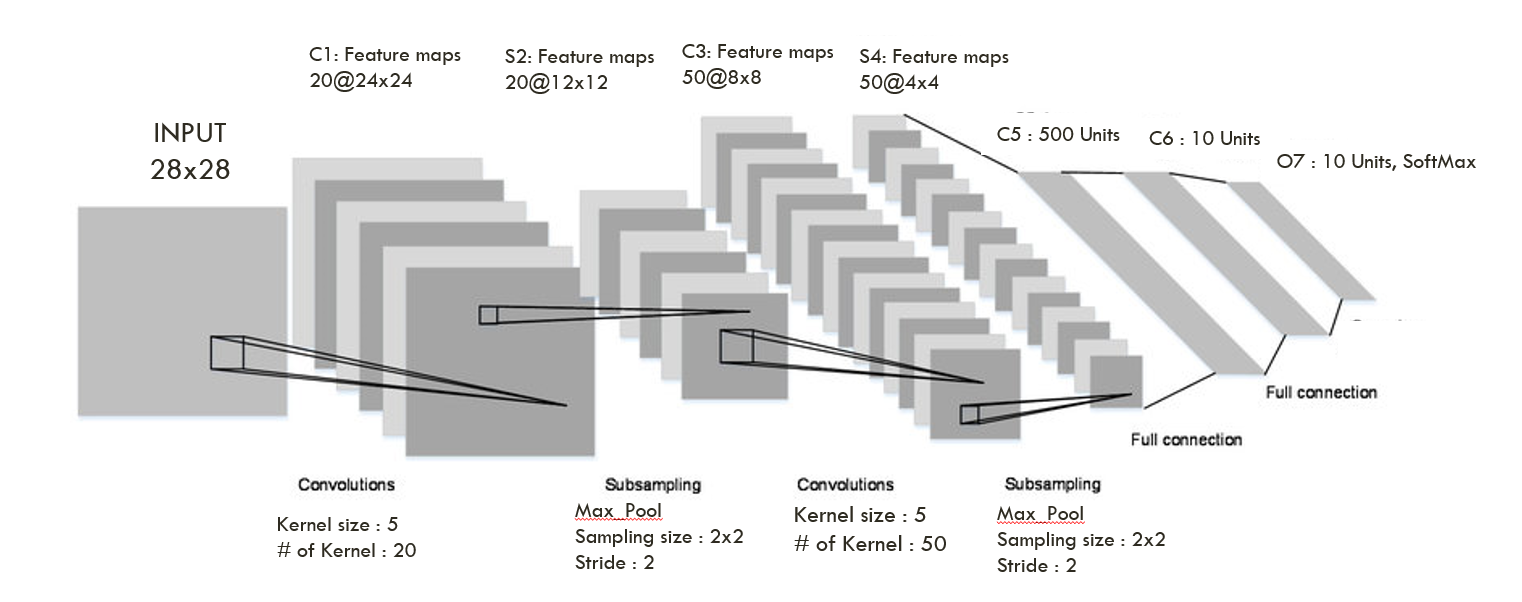 C1: Feature maps
20@24x24
S2: Feature maps
20@12x12
C3: Feature maps
50@8x8
S4: Feature maps
50@4x4
INPUT
28x28
C5 : 500 Units
C6 : 10 Units
O7 : 10 Units, SoftMax
Full connection
Full connection
Convolutions
Kernel size : 5
# of Kernel : 20
Subsampling
Max_Pool
Sampling size : 2x2
Stride : 2
Convolutions
Kernel size : 5
# of Kernel : 50
Subsampling
Max_Pool
Sampling size : 2x2
Stride : 2